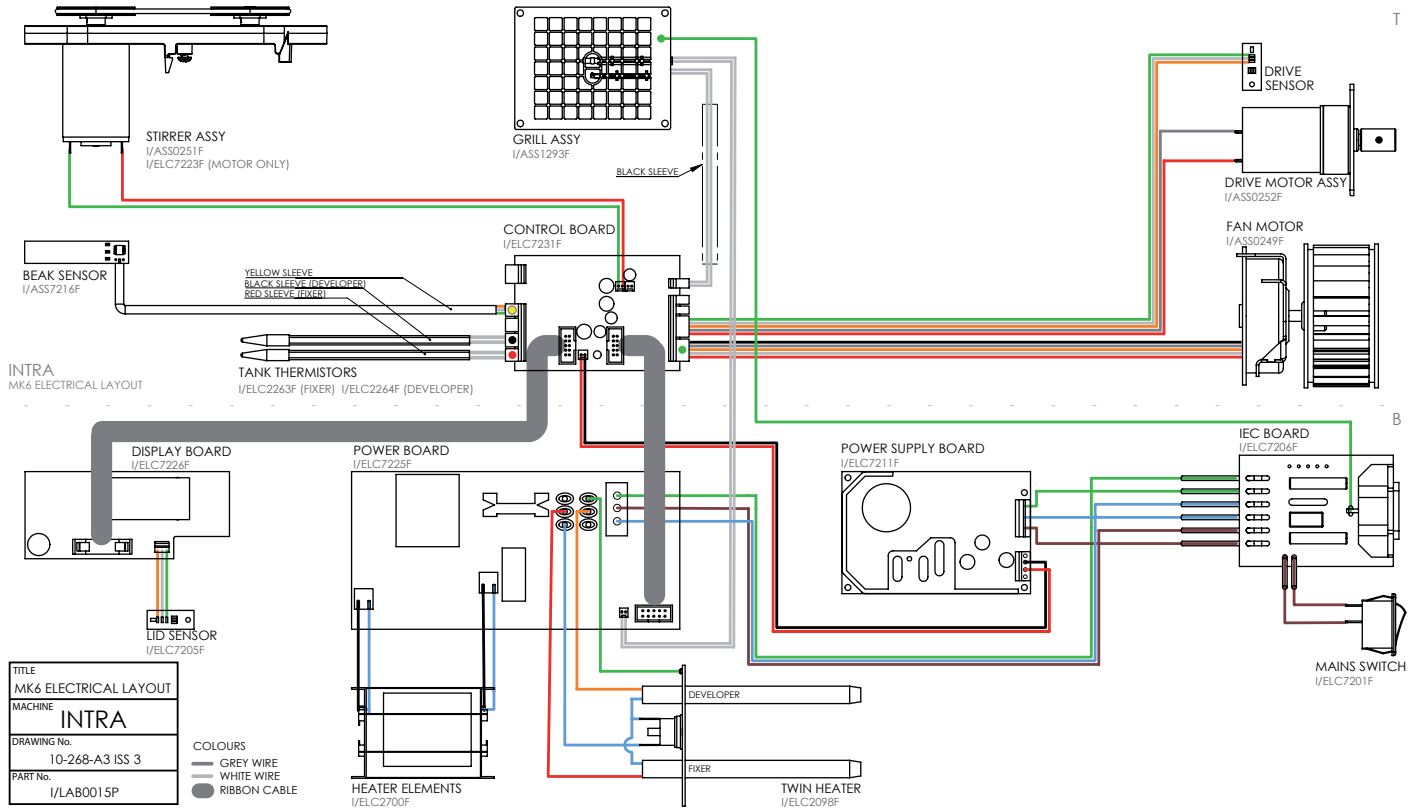 T
STIRRER ASSY
I/ASS0251F
I/ELC7223F (MOTOR ONLY)
GRILL ASSY
I/ASS1293F
BLACK SLEEVE
DRIVE
SENSOR
DRIVE MOTOR ASSY
I/ASS0252F
FAN MOTOR
I/ASS0249F
CONTROL BOARD
I/ELC7231F
BEAK SENSOR
I/ASS7216F
YELLOW SLEEVE
BLACK SLEEVE (DEVELOPER)
RED SLEEVE (FIXER)
TANK THERMISTORS
I/ELC2263F (FIXER) I/ELC2264F (DEVELOPER)
INTRA
MK6 ELECTRICAL LAYOUT
B
DISPLAY BOARD
I/ELC7226F
POWER BOARD
I/ELC7225F
POWER SUPPLY BOARD
I/ELC7211F
IEC BOARD
I/ELC7206F
LID SENSOR
I/ELC7205F
MAINS SWITCH
I/ELC7201F
DEVELOPER
FIXER
TWIN HEATER
I/ELC2098F
HEATER ELEMENTS
I/ELC2700F
COLOURS
GREY WIRE
WHITE WIRE
RIBBON CABLE
TITLE
MK6 ELECTRICAL LAYOUT
MACHINE
INTRA
DRAWING No.
10-268-A3 ISS 3
PART No.
I/LAB0015P